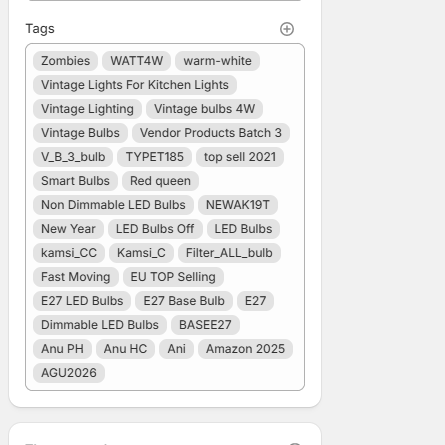 Tags
Zombies WATT4W warm-white
Vintage Lights For Kitchen Lights
Vintage Lighting Vintage bulbs 4W
Vintage Bulbs Vendor Products Batch 3
V_B_3_bulb TYPET185 top sell 2021
Smart Bulbs Red queen
Non Dimmable LED Bulbs NEWAK19T
New Year LED Bulbs Off LED Bulbs
kamsi_CC Kamsi_C Filter_ALL_bulb
Fast Moving EU TOP Selling
E27 LED Bulbs E27 Base Bulb E27
Dimmable LED Bulbs BASEE27
Anu PH Anu HC Ani Amazon 2025
AGU2026